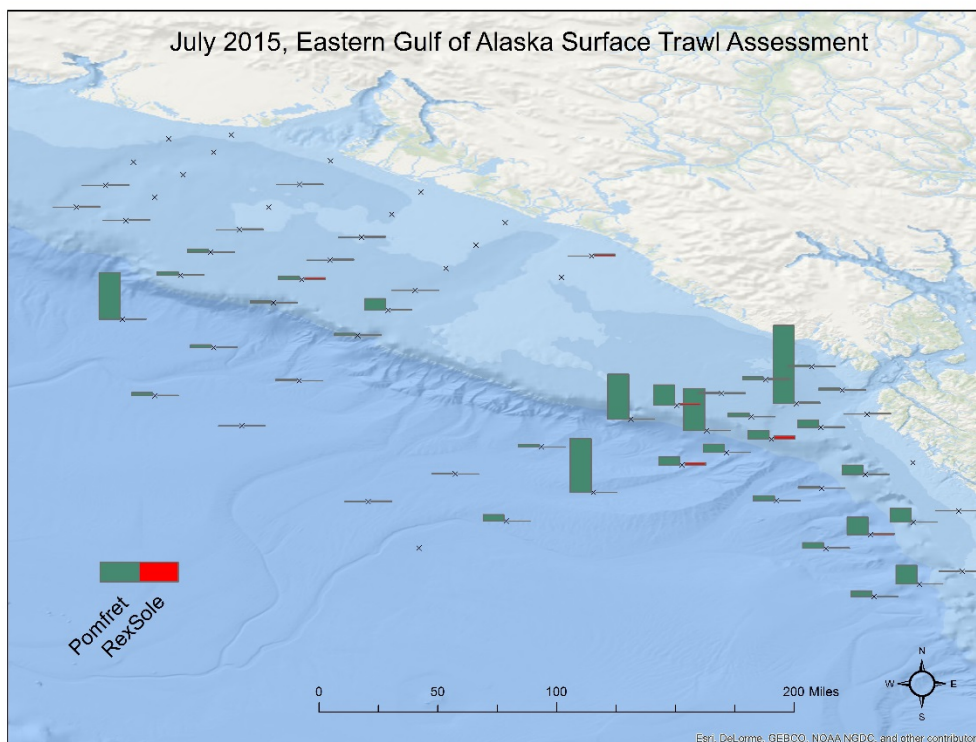 July 2015, Eastern Gulf of Alaska Surface Trawl Assessment
Pomfret
RexSole
0 50 100 200 Miles
N
W E
S
Esri, DeLorme, GEBCO, NOAA NGDC, and other contributor